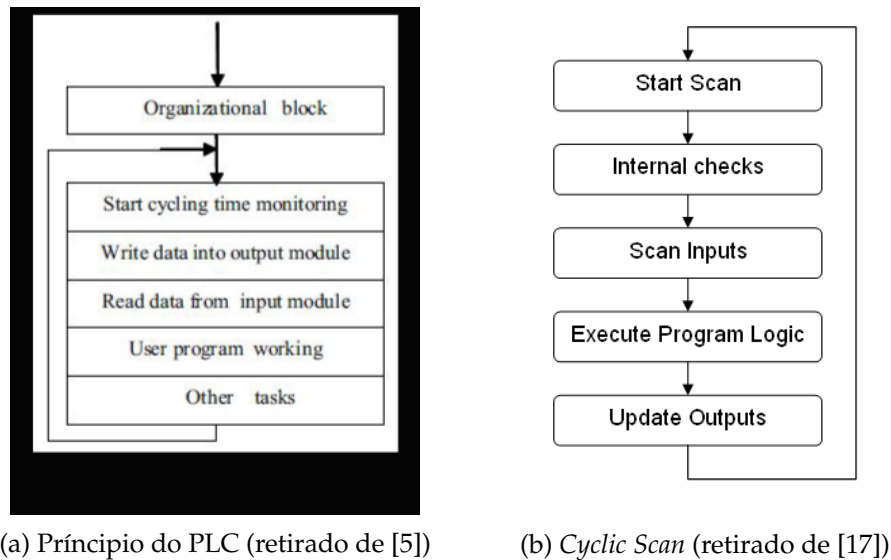 Organizational block
Start cycling time monitoring
Write data into output module
Read data from input module
User program working
Other tasks
(a) Príncipio do PLC (retirado de [5])
Start Scan
Internal checks
Scan Inputs
Execute Program Logic
Update Outputs
(b) Cyclic Scan (retirado de [17])